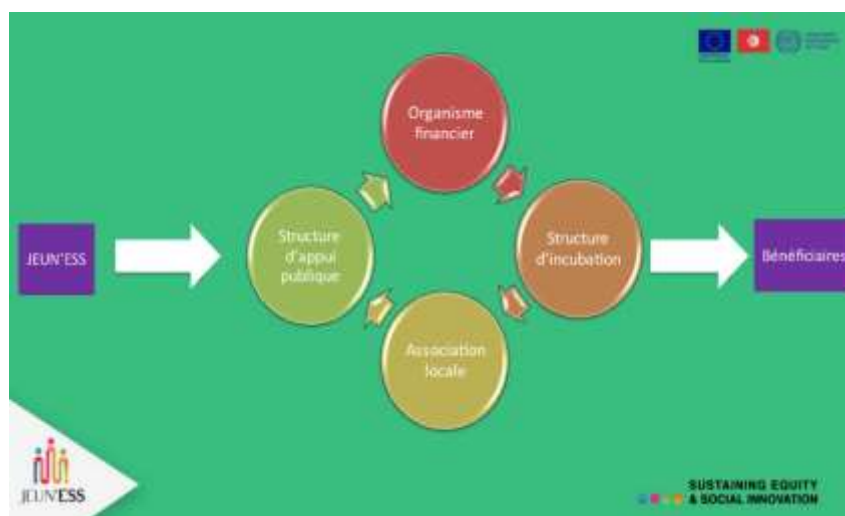 Organisme
financier
JEUN'ESS
Structure
d'appui
publique
Structure
d'incubation
Bénéficiaires
Association
locale
JEUN'ESS
SUSTAINING EQUITY
& SOCIAL INNOVATION